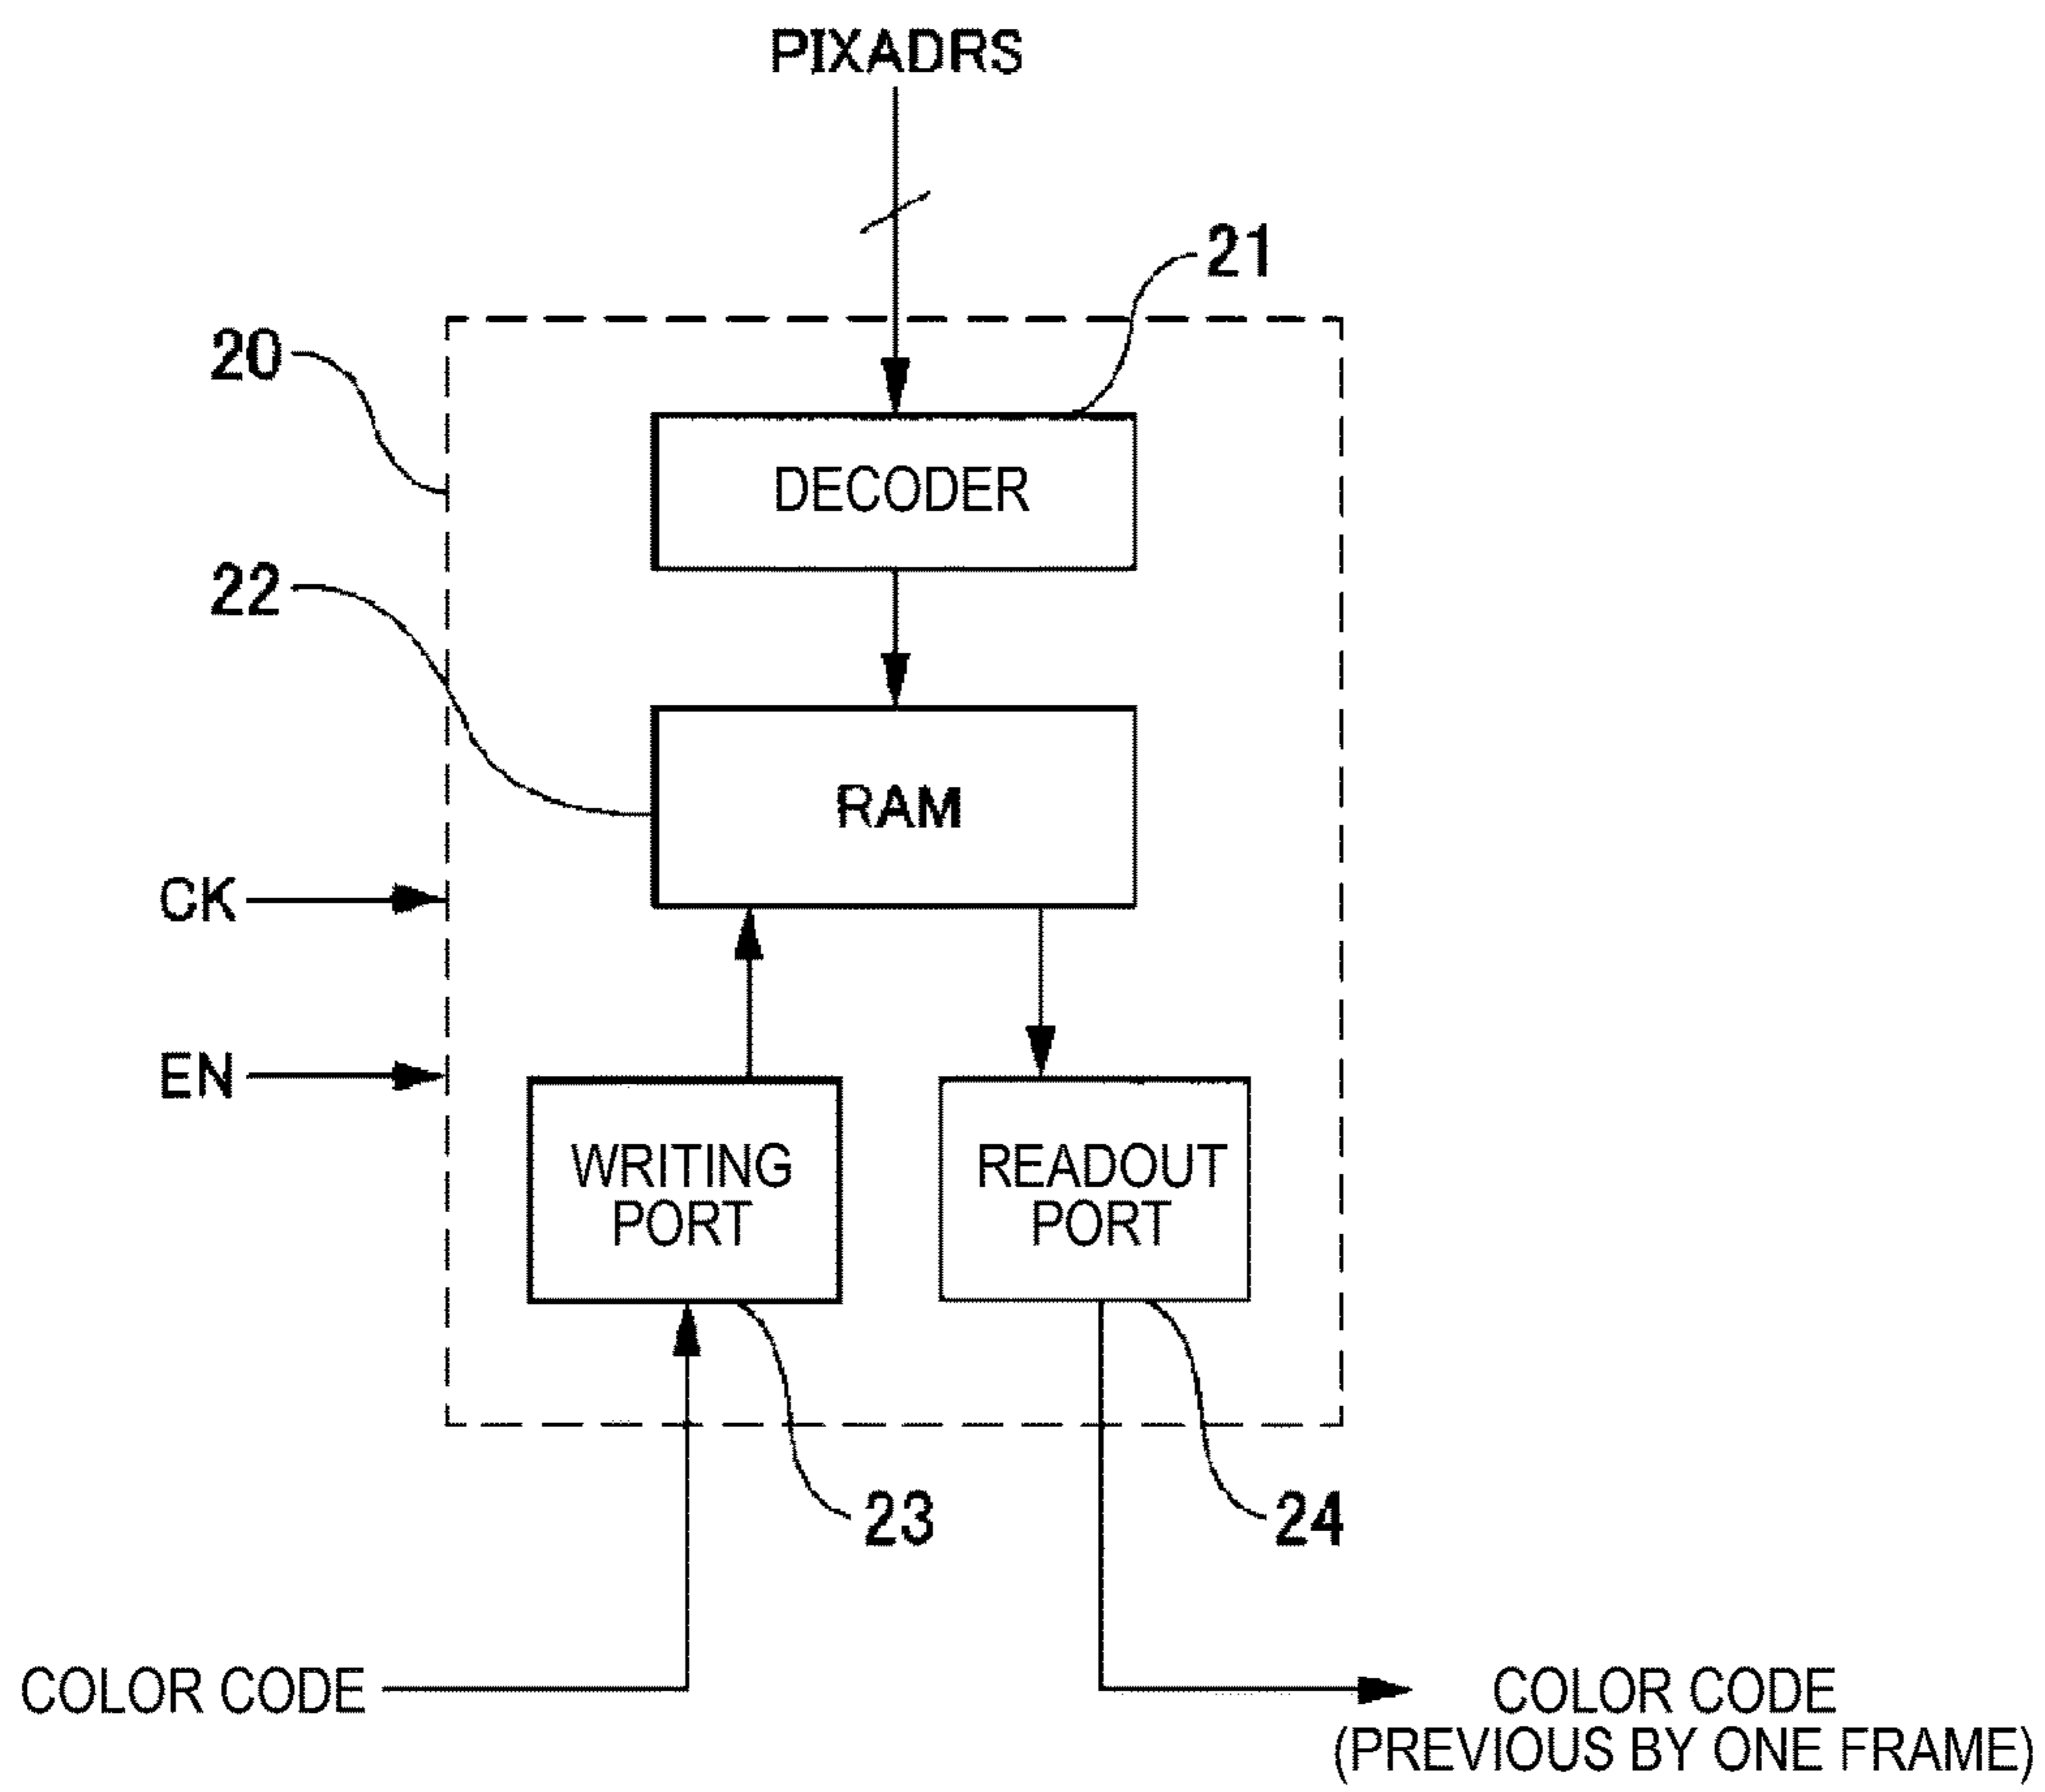 PIXADRS
21
20
DECODER
22
RAM
CK
EN
WRITING
PORT
READOUT
PORT
23
24
COLOR CODE
COLOR CODE
(PREVIOUS BY ONE FRAME)